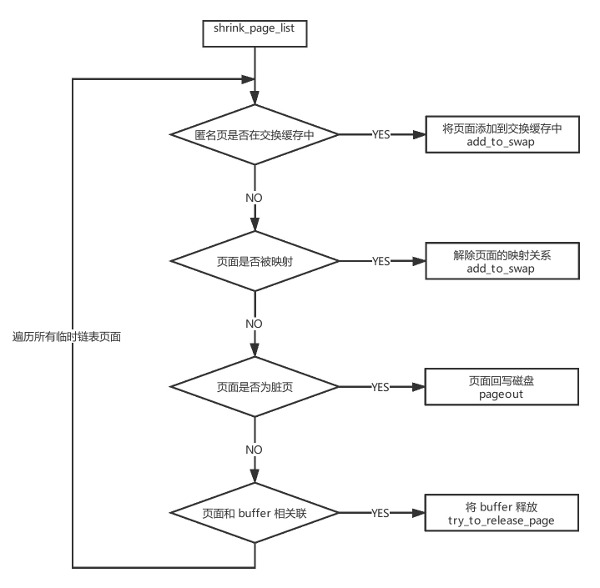 shrink_page_list
匿名页是否在交换缓存中
YES
将页面添加到交换缓存中
add_to_swap
NO
页面是否被映射
YES
解除页面的映射关系
add_to_swap
NO
遍历所有临时链表页面
页面是否为脏页
YES
页面回写磁盘
pageout
NO
页面和 buffer 相关联
YES
将 buffer 释放
try_to_release_page